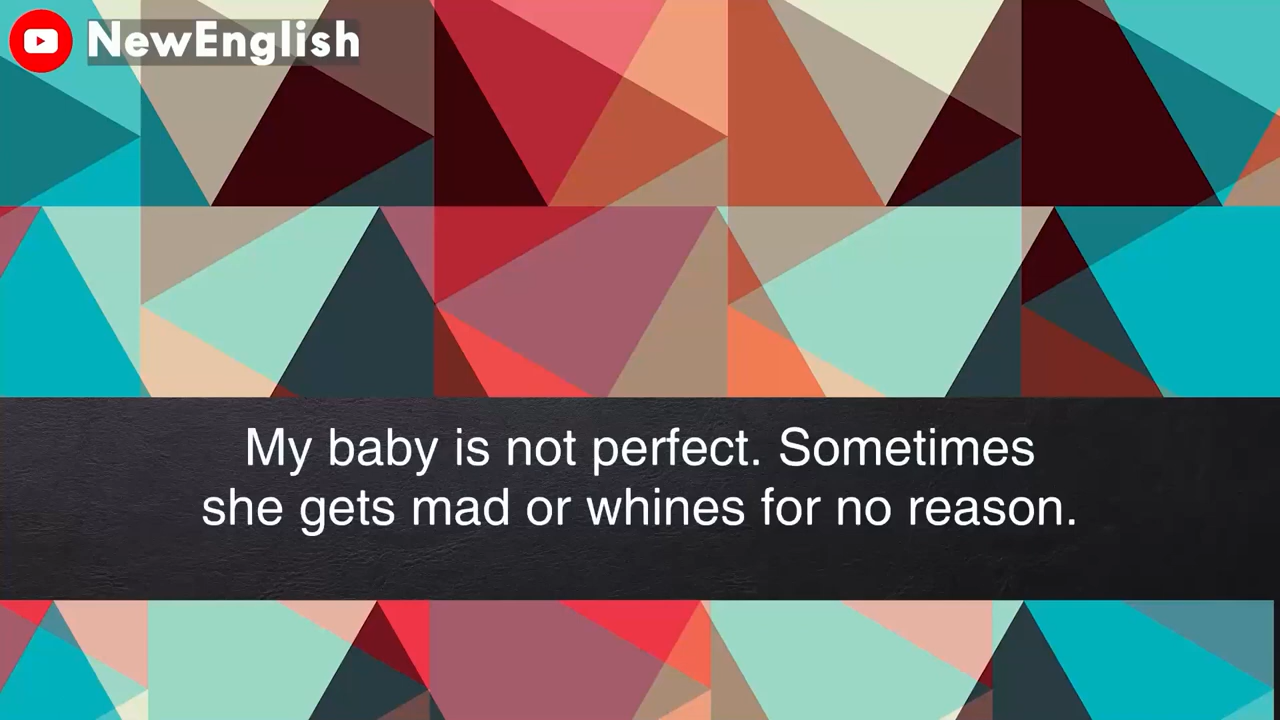 NewEnglish
My baby is not perfect. Sometimes
she gets mad or whines for no reason.